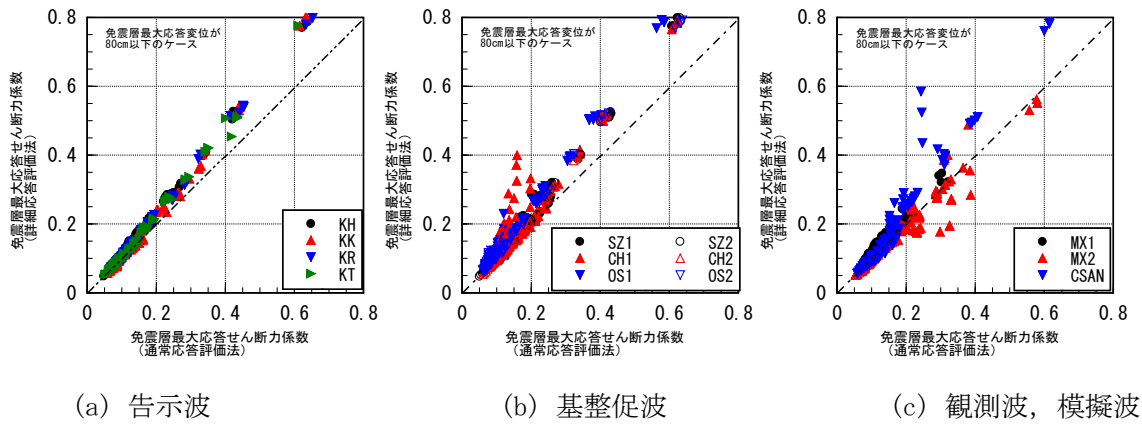 0.8
0.6
0.4
0.2
0
免震層最大応答せん断力係数
(詳細応答評価法)
免震層最大応答変位が
80cm以下のケース
KH
KK
KR
KT
0 0.2 0.4 0.6 0.8
免震層最大応答せん断力係数
(通常応答評価法)
(a) 告示波
0.8
0.6
0.4
0.2
0
免震層最大応答せん断力係数
(詳細応答評価法)
免震層最大応答変位が
80cm以下のケース
SZ1 SZ2
CH1 CH2
OS1 OS2
0 0.2 0.4 0.6 0.8
免震層最大応答せん断力係数
(通常応答評価法)
(b) 基整促波
0.8
0.6
0.4
0.2
0
免震層最大応答せん断力係数
(詳細応答評価法)
免震層最大応答変位が
80cm以下のケース
MX1
MX2
CSAN
0 0.2 0.4 0.6 0.8
免震層最大応答せん断力係数
(通常応答評価法)
(c) 観測波, 模擬波